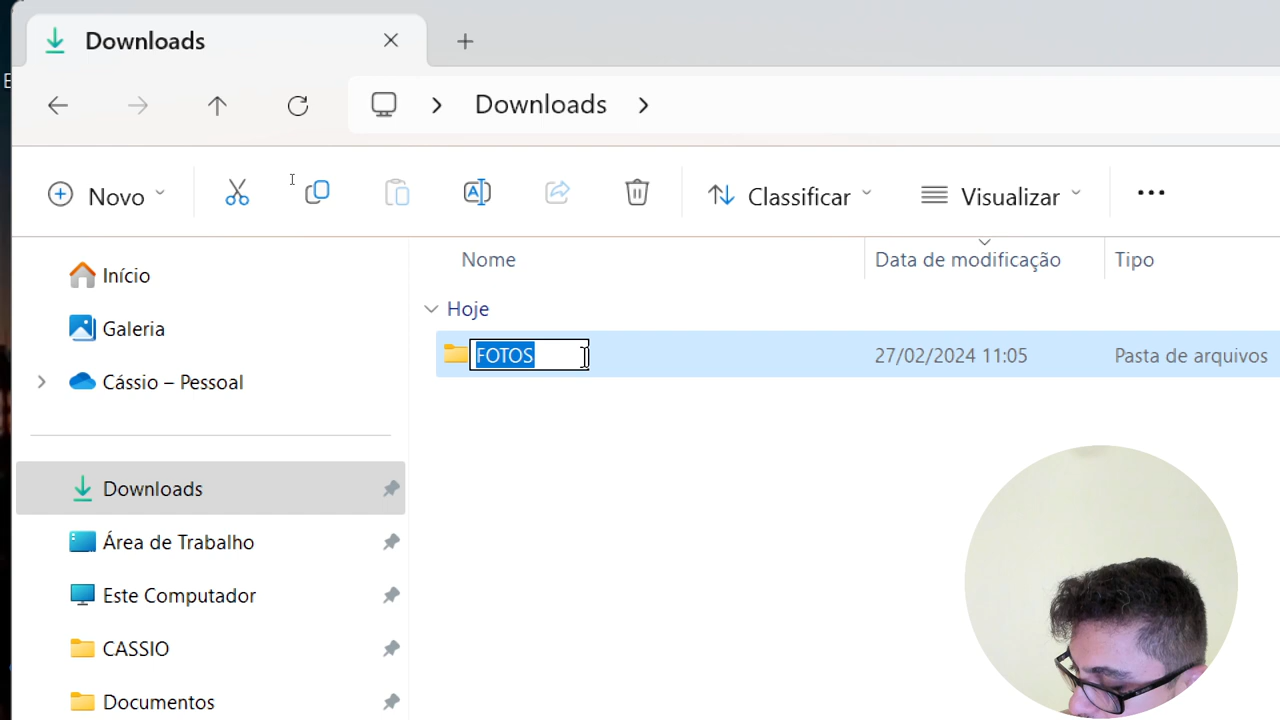 Downloads
Downloads
Novo
Classificar
Visualizar
Nome
Data de modificação
Tipo
Hoje
FOTOS
27/02/2024 11:05
Pasta de arquivos
Início
Galeria
Cássio – Pessoal
Downloads
Área de Trabalho
Este Computador
CASSIO
Documentos